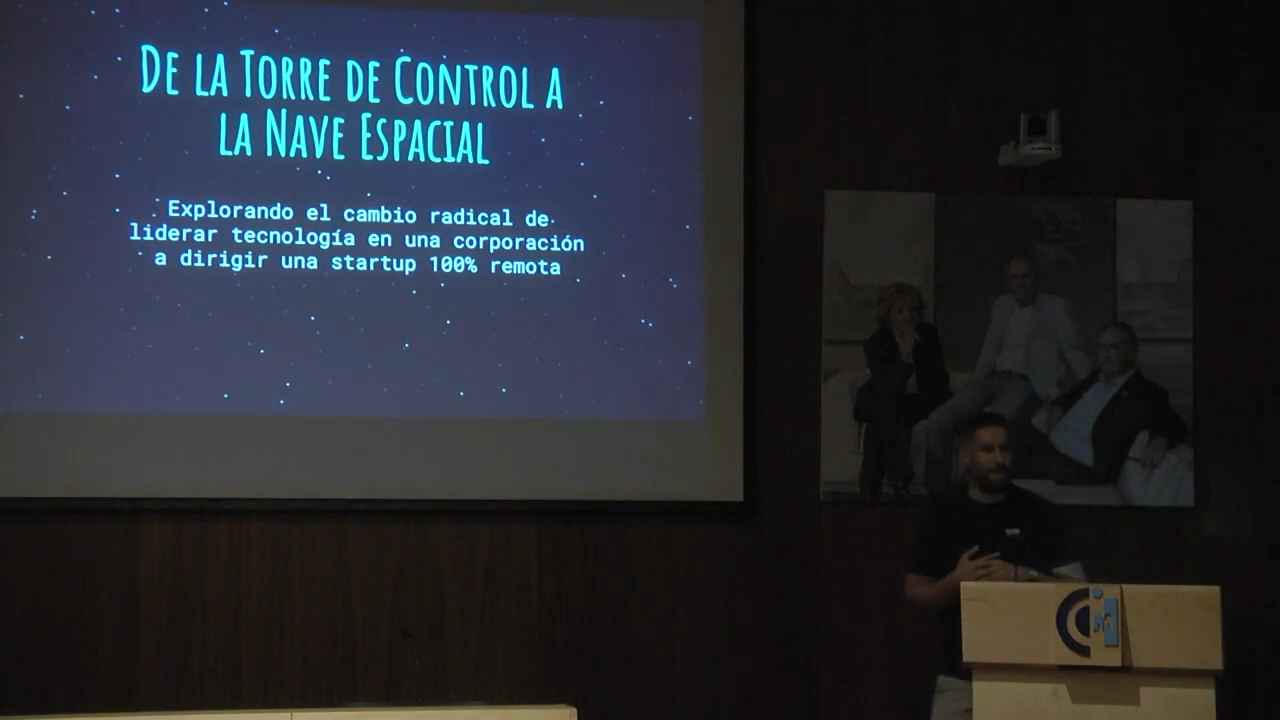 De la Torre de Control a
la Nave Espacial
Explorando el cambio radical de
liderar tecnología en una corporación
a dirigir una startup 100% remota